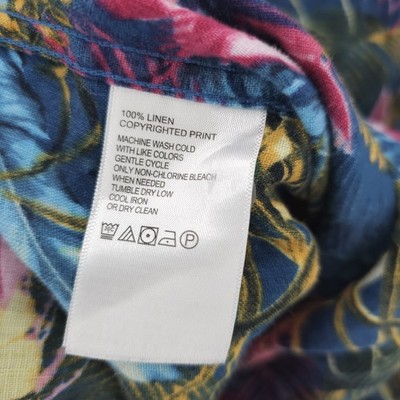 100% LINEN
COPYRIGHTED PRINT
MACHINE WASH COLD
WITH LIKE COLORS
GENTLE CYCLE
ONLY NON-CHLORINE BLEACH
WHEN NEEDED
TUMBLE DRY LOW
COOL IRON
OR DRY CLEAN
P